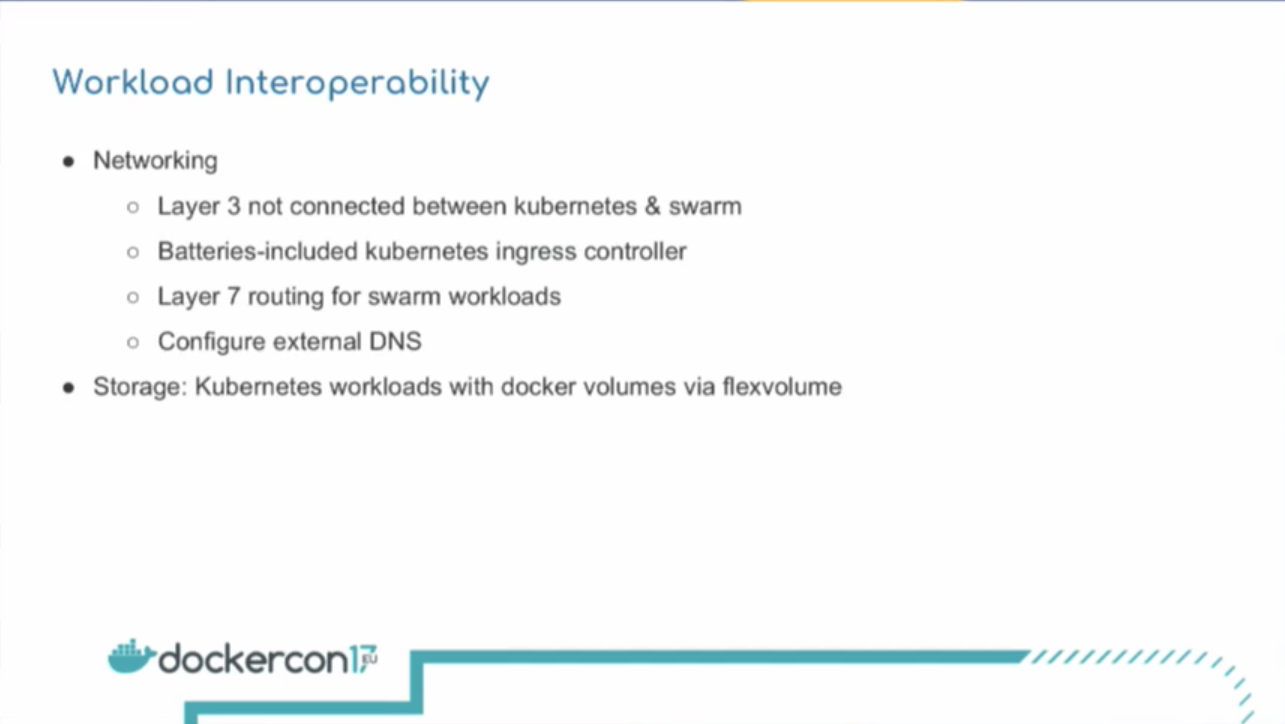 Workload Interoperability
● Networking
○ Layer 3 not connected between kubernetes & swarm
○ Batteries-included kubernetes ingress controller
○ Layer 7 routing for swarm workloads
○ Configure external DNS
● Storage: Kubernetes workloads with docker volumes via flexvolume
dockercon17 EU